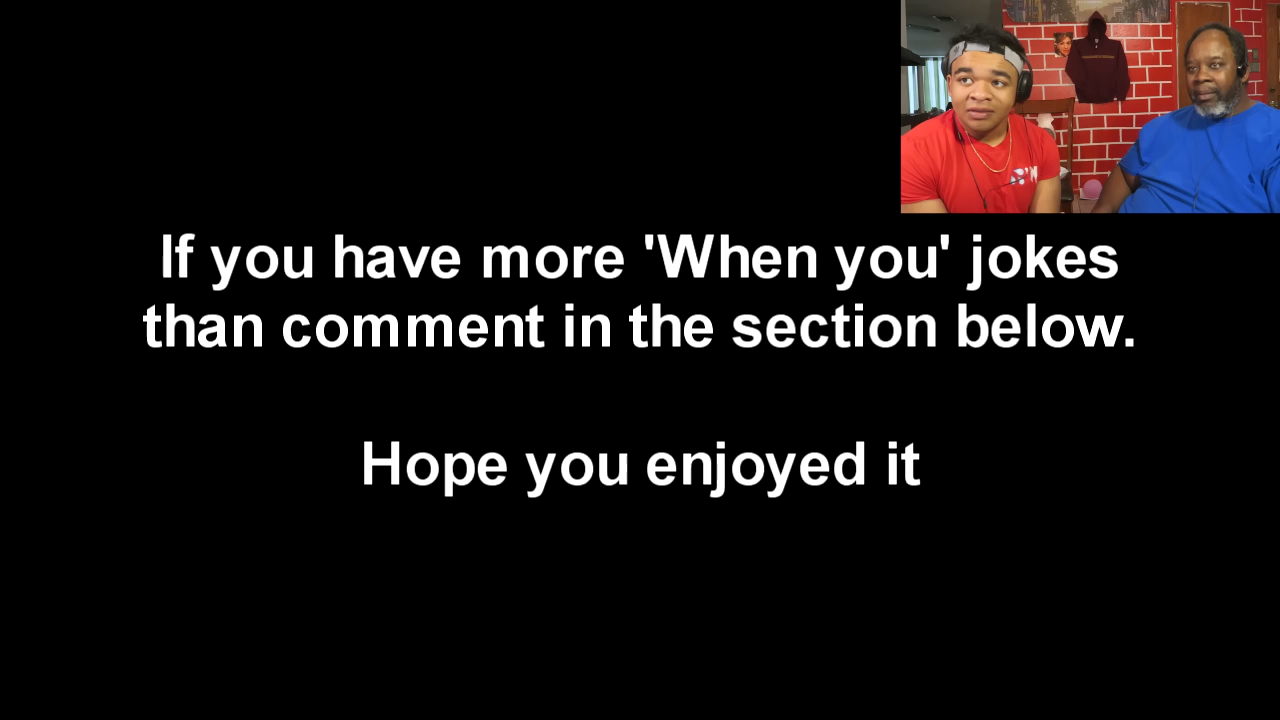 If you have more 'When you' jokes
than comment in the section below.
Hope you enjoyed it